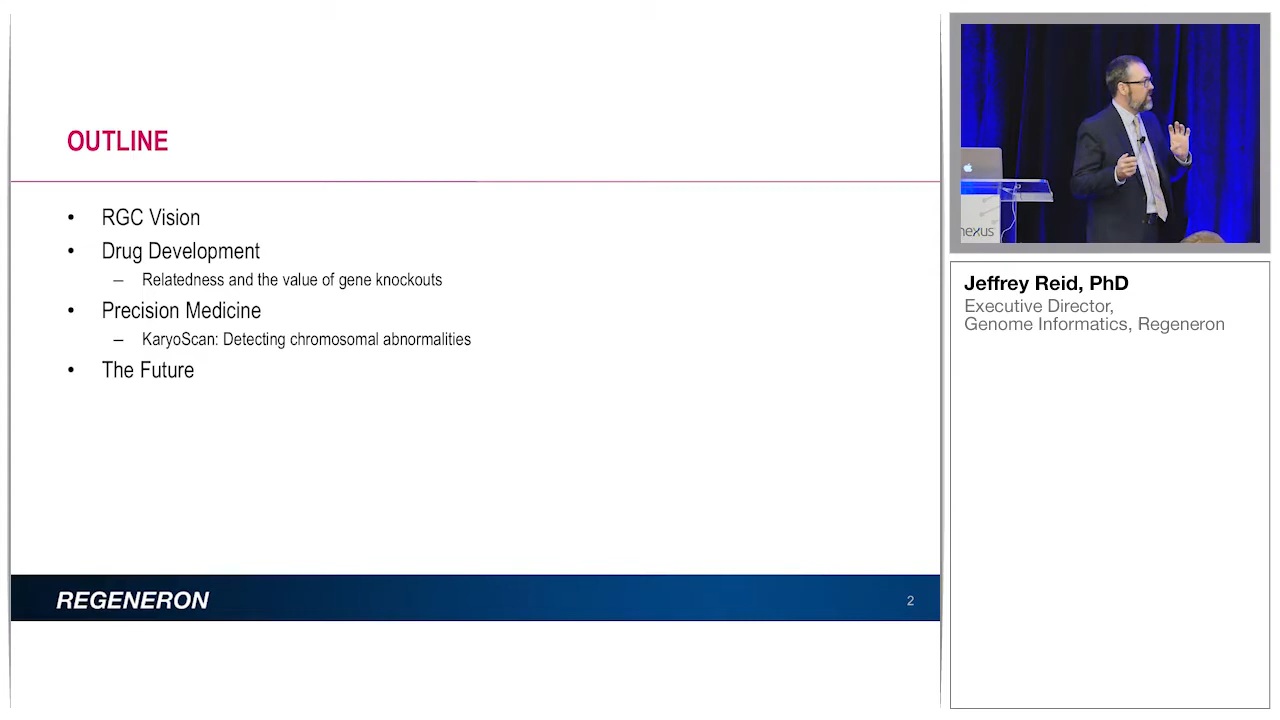 OUTLINE
• RGC Vision
• Drug Development
– Relatedness and the value of gene knockouts
• Precision Medicine
– KaryoScan: Detecting chromosomal abnormalities
• The Future
REGENERON
2
nexus
Jeffrey Reid, PhD
Executive Director,
Genome Informatics, Regeneron